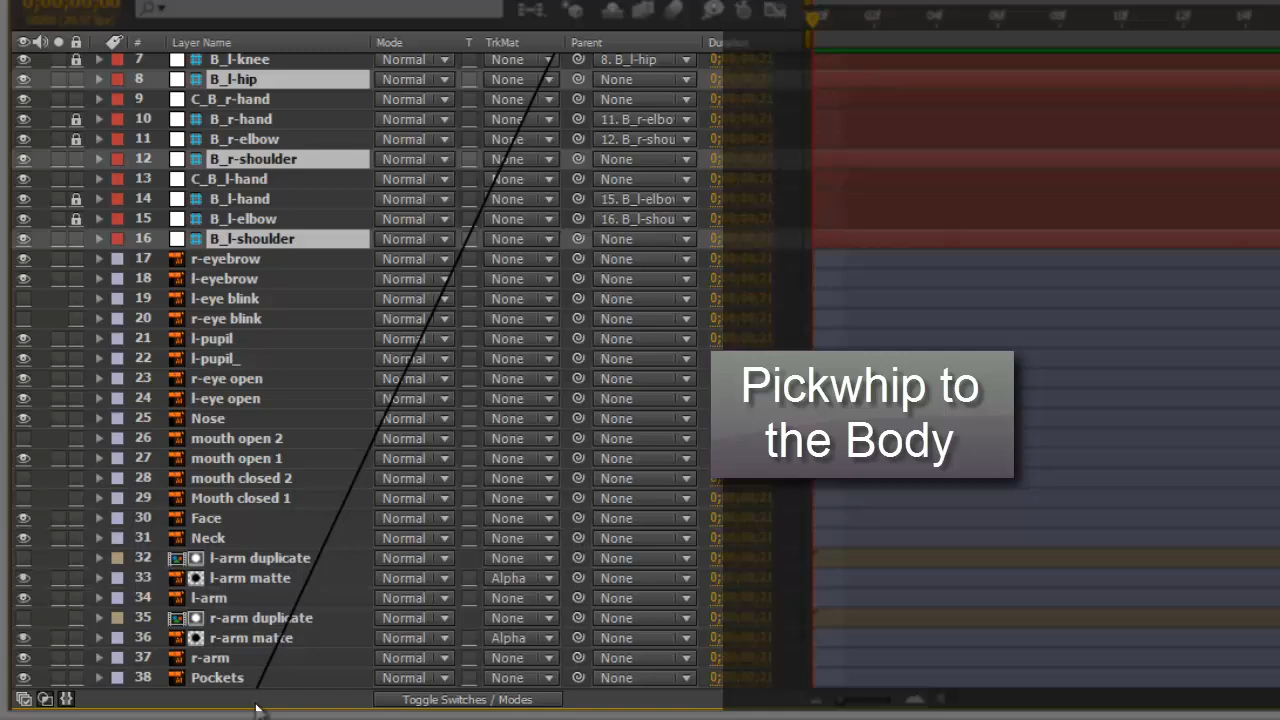 # Layer Name Mode T TrkMat Parent Duration
7 B_l-knee Normal None 8. B_l-hip
8 B_l-hip Normal None None
9 C_B_r-hand Normal None None
10 B_r-hand Normal None 11. B_r-elbo
11 B_r-elbow Normal None 12. B_r-shou
12 B_r-shoulder Normal None None
13 C_B_l-hand Normal None None
14 B_l-hand Normal None 15. B_l-elbo
15 B_l-elbow Normal None 16. B_l-shou
16 B_l-shoulder Normal None None
17 r-eyebrow Normal None None
18 l-eyebrow Normal None None
19 l-eye blink Normal None None
20 r-eye blink Normal None None
21 l-pupil Normal None None
22 l-pupil_ Normal None None
23 r-eye open Normal None None
24 l-eye open Normal None None
25 Nose Normal None None
26 mouth open 2 Normal None None
27 mouth open 1 Normal None None
28 mouth closed 2 Normal None None
29 Mouth closed 1 Normal None None
30 Face Normal None None
31 Neck Normal None None
32 l-arm duplicate Normal None None
33 l-arm matte Normal Alpha None
34 l-arm Normal None None
35 r-arm duplicate Normal None None
36 r-arm matte Normal Alpha None
37 r-arm Normal None None
38 Pockets Normal None None
Toggle Switches / Modes
Pickwhip to
the Body